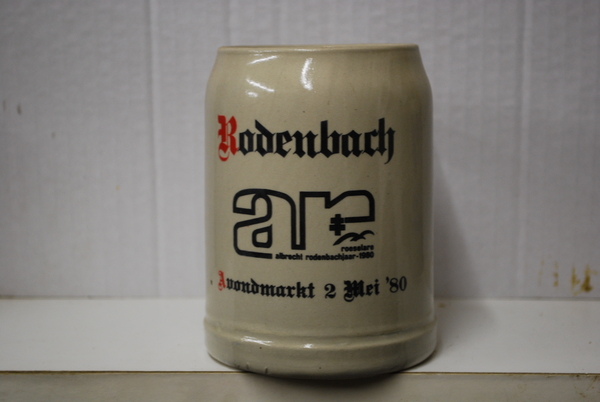 Rodenbach
ar
roeselare
albrecht rodenbachjaar-1980
Avondmarkt 2 Mei '80